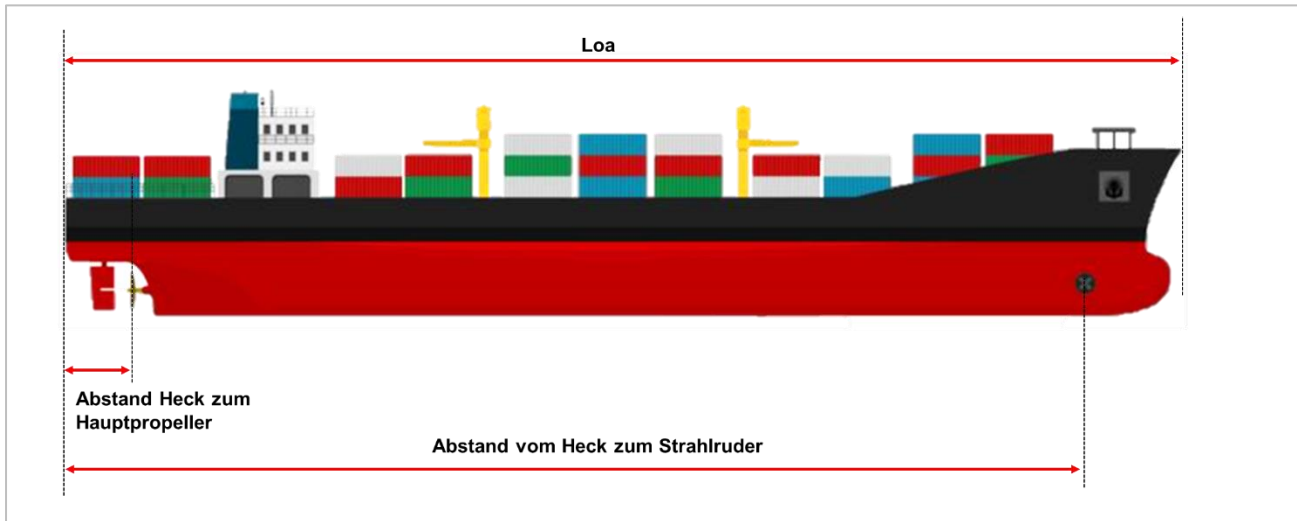 Loa
Abstand Heck zum
Hauptpropeller
Abstand vom Heck zum Strahlruder